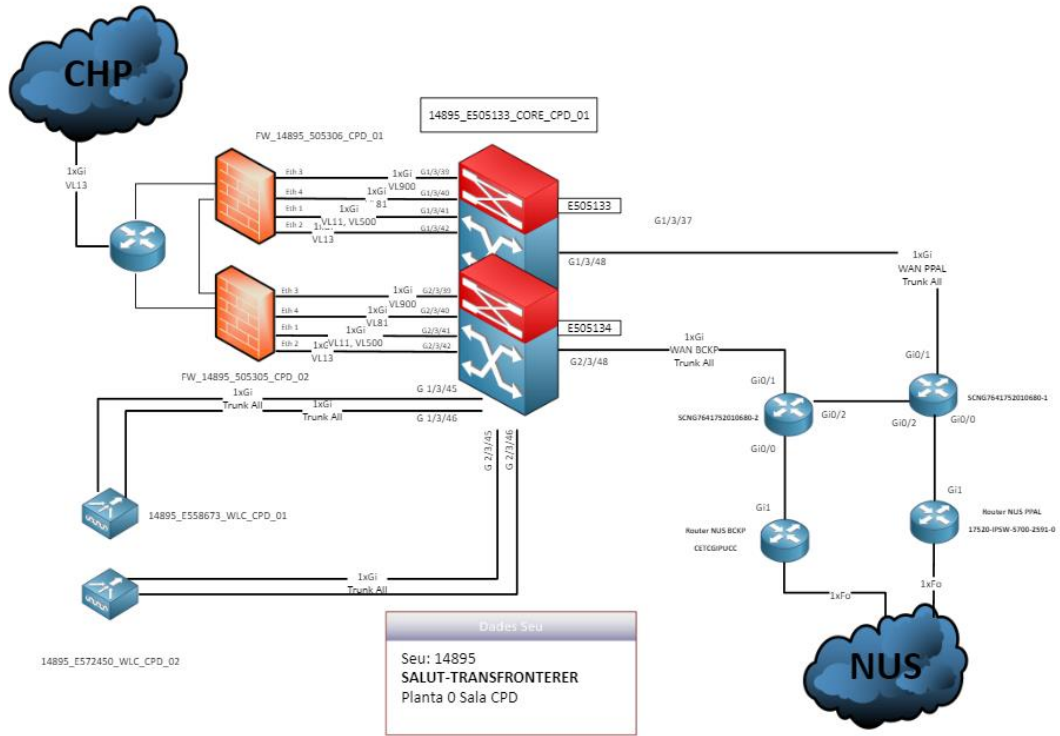 CHP
14895_E505133_CORE_CPD_01
FW_14895_505306_CPD_01
1xGi
VL13
Eth 3
1xGi
VL900
G1/3/39
Eth 4
1xGi
81
G1/3/40
Eth 1
1xGi
VL11, VL500
G1/3/41
Eth 2
VL13
G1/3/42
E505133
G1/3/37
G1/3/48
1xGi
WAN PPAL
Trunk All
Eth 3
1xGi
VL900
G2/3/39
Eth 4
1xGi
VL81
G2/3/40
Eth 1
1xGi
VL11, VL500
G2/3/41
Eth 2
VL13
G2/3/42
E505134
G2/3/48
1xGi
WAN BCKP
Trunk All
FW_14895_505305_CPD_02
1xGi
Trunk All
G 1/3/45
1xGi
Trunk All
G 1/3/46
G 2/3/45
G 2/3/46
Gi0/1
Gi0/1
SCNG7641752010680-2
Gi0/2
Gi0/2
SCNG7641752010680-1
Gi0/0
Gi0/0
14895_E558673_WLC_CPD_01
Gi1
Gi1
Router NUS BCKP
CETCGIPUCC
Router NUS PPAL
17520-IPSW-5700-2591-0
1xGi
Trunk All
1xFo
1xFo
14895_E572450_WLC_CPD_02
NUS
Dades Seu
Seu: 14895
SALUT-TRANSFRONTERER
Planta 0 Sala CPD